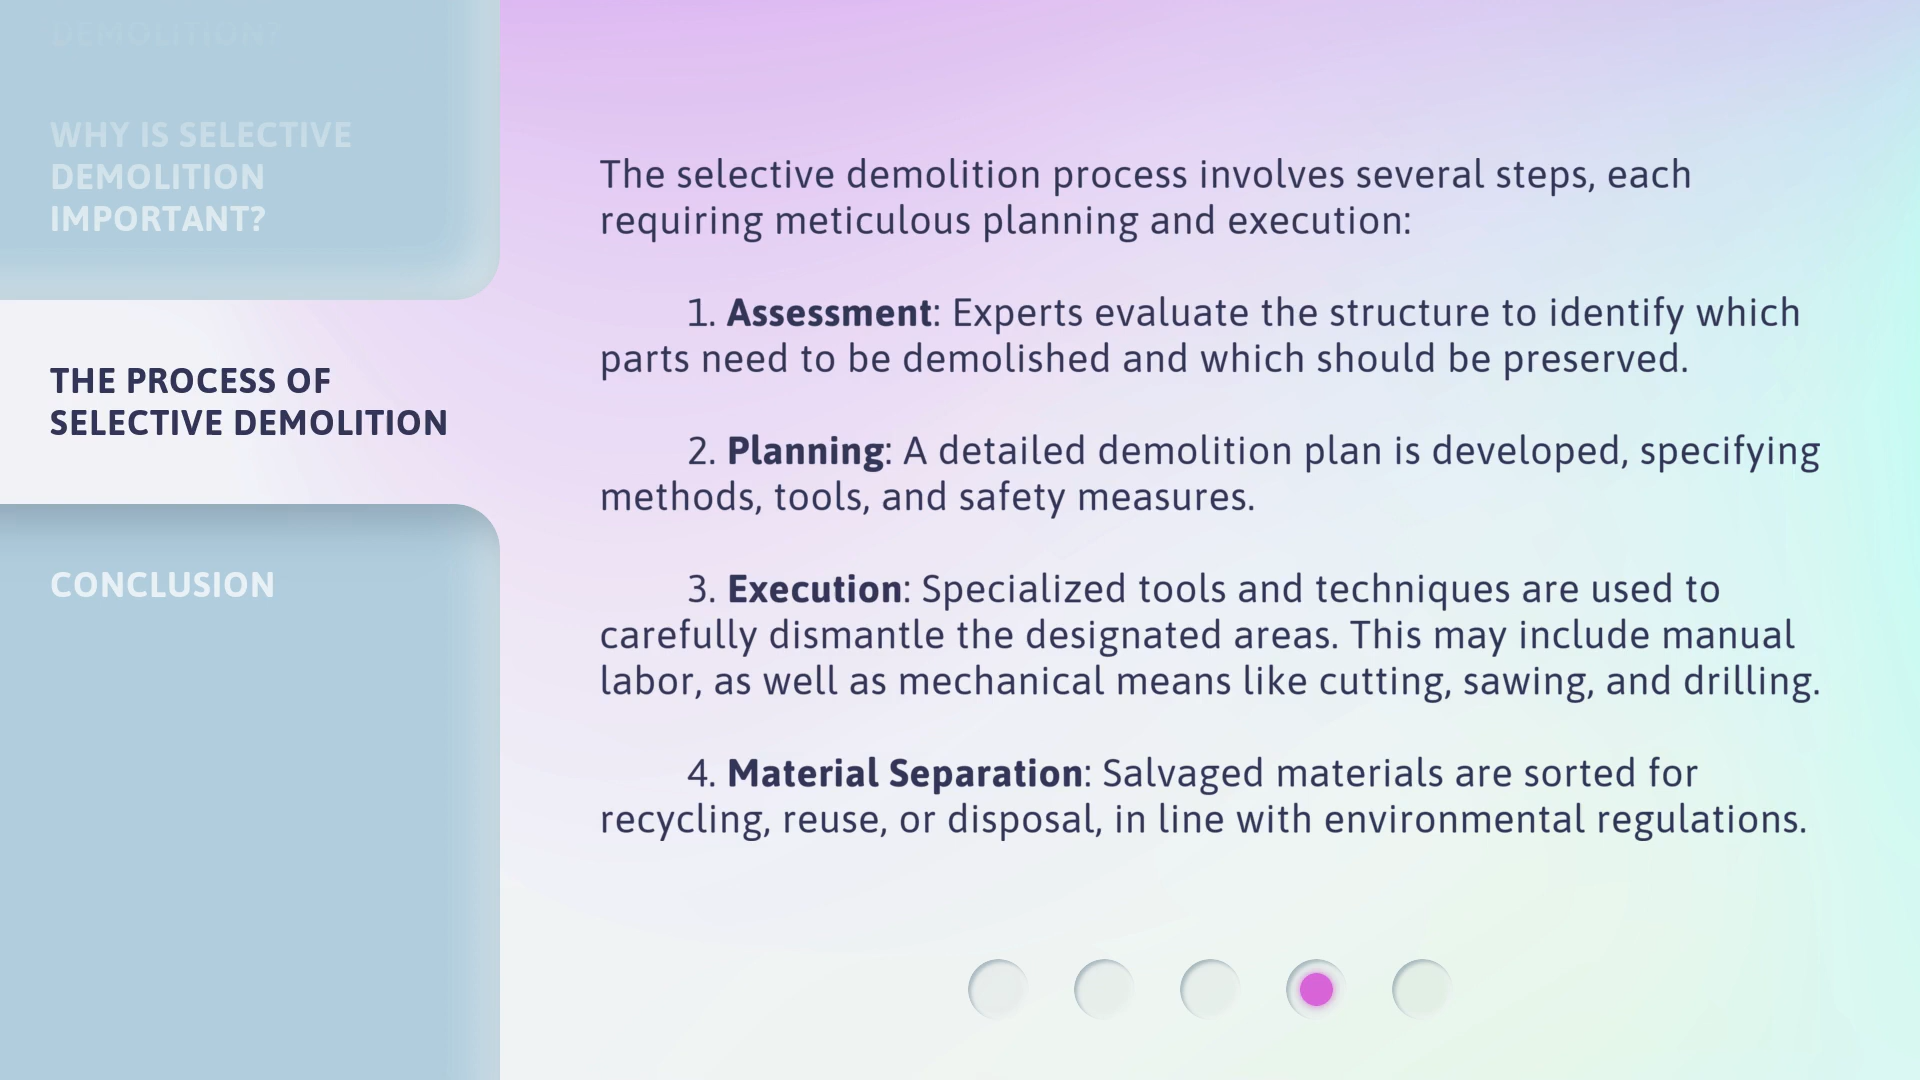 DEMOLITION?
WHY IS SELECTIVE
DEMOLITION
IMPORTANT?
THE PROCESS OF
SELECTIVE DEMOLITION
CONCLUSION
The selective demolition process involves several steps, each
requiring meticulous planning and execution:
1. Assessment: Experts evaluate the structure to identify which
parts need to be demolished and which should be preserved.
2. Planning: A detailed demolition plan is developed, specifying
methods, tools, and safety measures.
3. Execution: Specialized tools and techniques are used to
carefully dismantle the designated areas. This may include manual
labor, as well as mechanical means like cutting, sawing, and drilling.
4. Material Separation: Salvaged materials are sorted for
recycling, reuse, or disposal, in line with environmental regulations.